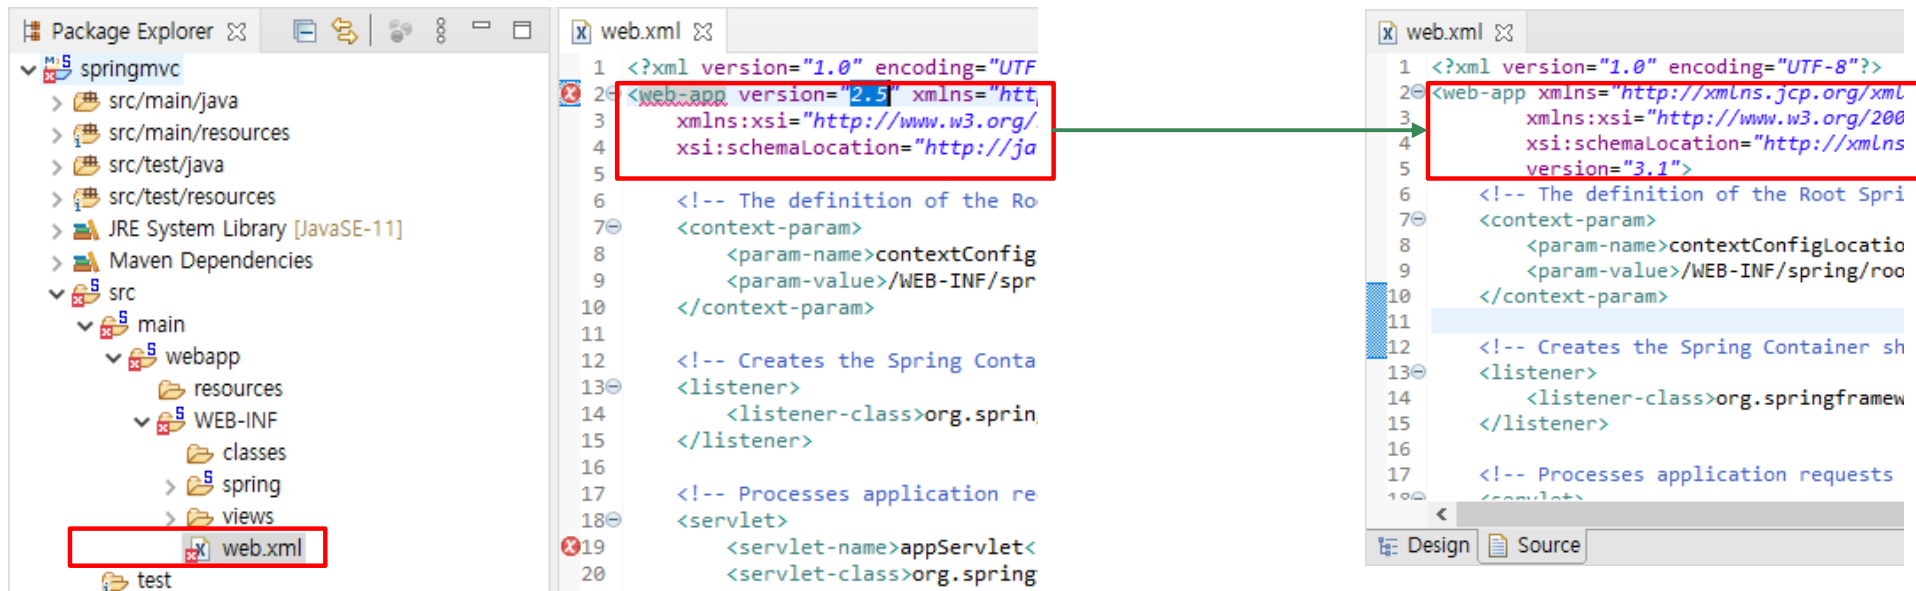 Package Explorer
springmvc
src/main/java
src/main/resources
src/test/java
src/test/resources
JRE System Library [JavaSE-11]
Maven Dependencies
src
main
webapp
resources
WEB-INF
classes
spring
views
web.xml
test
web.xml
1 <?xml version="1.0" encoding="UTF
2 <web-app version="2.5" xmlns="http
3 xmlns:xsi="http://www.w3.org/
4 xsi:schemaLocation="http://ja
5
6 <!-- The definition of the Ro
7 <context-param>
8 <param-name>contextConfig
9 <param-value>/WEB-INF/spr
10 </context-param>
11
12 <!-- Creates the Spring Conta
13 <listener>
14 <listener-class>org.spring
15 </listener>
16
17 <!-- Processes application re
18 <servlet>
19 <servlet-name>appServlet<
20 <servlet-class>org.spring
web.xml
1 <?xml version="1.0" encoding="UTF-8"?>
2 <web-app xmlns="http://xmlns.jcp.org/xml
3 xmlns:xsi="http://www.w3.org/200
4 xsi:schemaLocation="http://xmlns
5 version="3.1">
6 <!-- The definition of the Root Spri
7 <context-param>
8 <param-name>contextConfigLocatio
9 <param-value>/WEB-INF/spring/roo
10 </context-param>
11
12 <!-- Creates the Spring Container sh
13 <listener>
14 <listener-class>org.springframew
15 </listener>
16
17 <!-- Processes application requests
18 <servlet>
Design Source